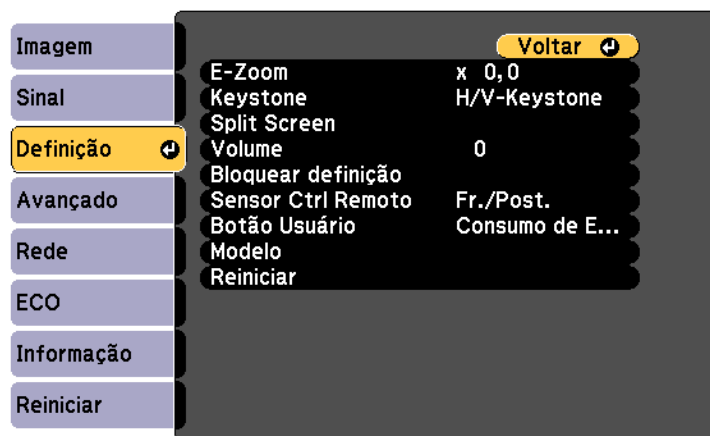 Imagem
Sinal
Definição
Avançado
Rede
ECO
Informação
Reiniciar
Voltar
E-Zoom x 0,0
Keystone H/V-Keystone
Split Screen
Volume 0
Bloquear definição
Sensor Ctrl Remoto Fr./Post.
Botão Usuário Consumo de E...
Modelo
Reiniciar